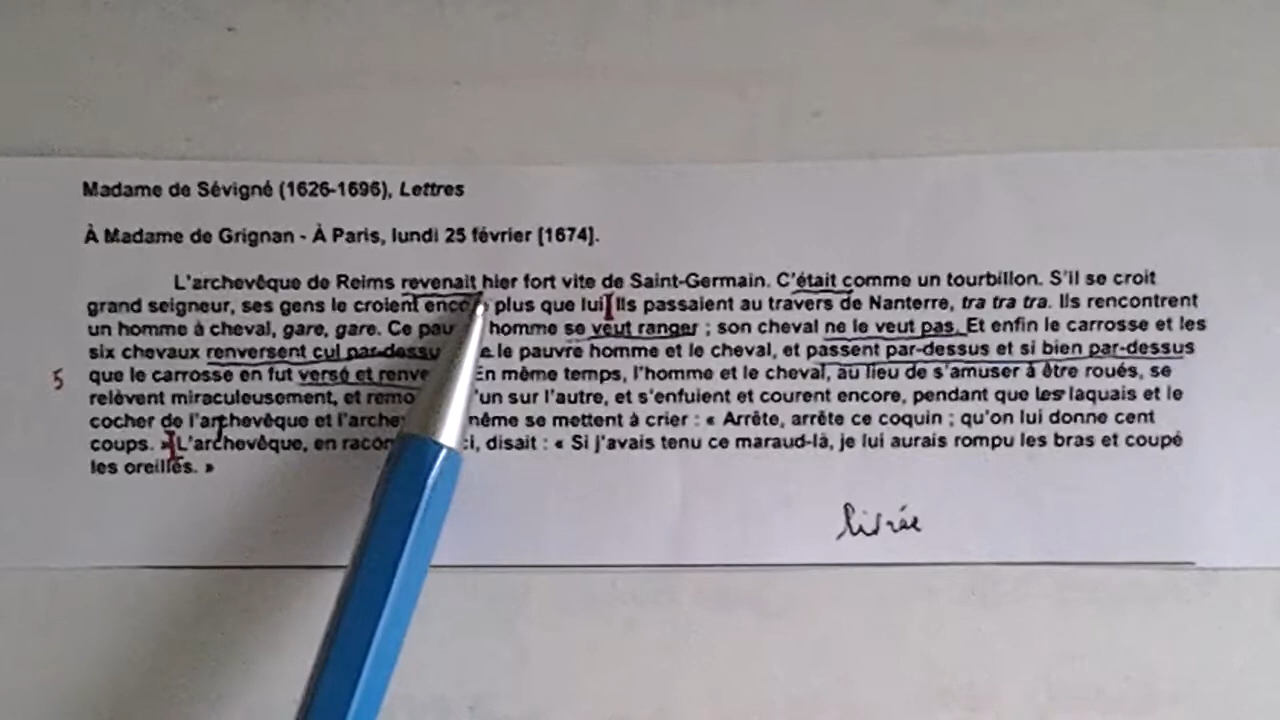 Madame de Sévigné (1626-1696), Lettres
À Madame de Grignan - À Paris, lundi 25 février [1674].
L'archevêque de Reims revenait hier fort vite de Saint-Germain. C'était comme un tourbillon. S'il se croit
grand seigneur, ses gens le croient encore plus que lui. Ils passaient au travers de Nanterre, tra tra tra. Ils rencontrent
un homme à cheval, gare, gare. Ce pau homme se veut ranger ; son cheval ne le veut pas. Et enfin le carrosse et les
six chevaux renversent cul par-dessu le pauvre homme et le cheval, et passent par-dessus et si bien par-dessus
5
que le carrosse en fut versé et renve En même temps, l'homme et le cheval, au lieu de s'amuser à être roués, se
relèvent miraculeusement, et remo 'un sur l'autre, et s'enfuient et courent encore, pendant que les laquais et le
cocher de l'archevêque et l'arche même se mettent à crier : « Arrête, arrête ce coquin ; qu'on lui donne cent
coups. » L'archevêque, en racon ci, disait : « Si j'avais tenu ce maraud-là, je lui aurais rompu les bras et coupé
les oreilles. »
livrée